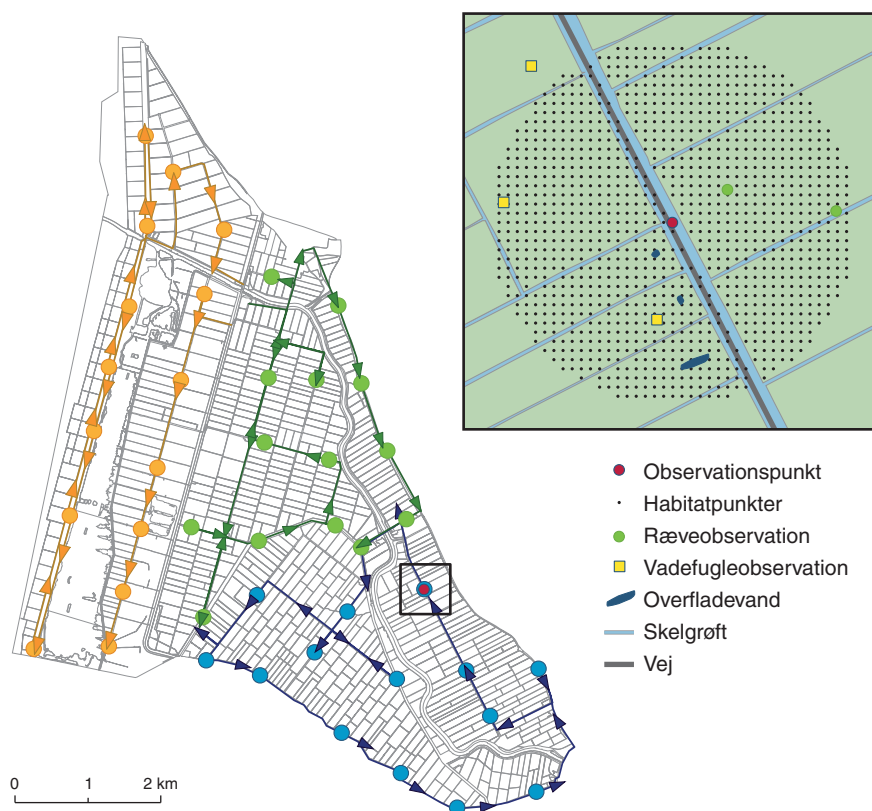 Observationspunkt
Habitatpunkter
Ræveobservation
Vadefugleobservation
Overfladevand
Skelgrøft
Vej
0 1 2 km